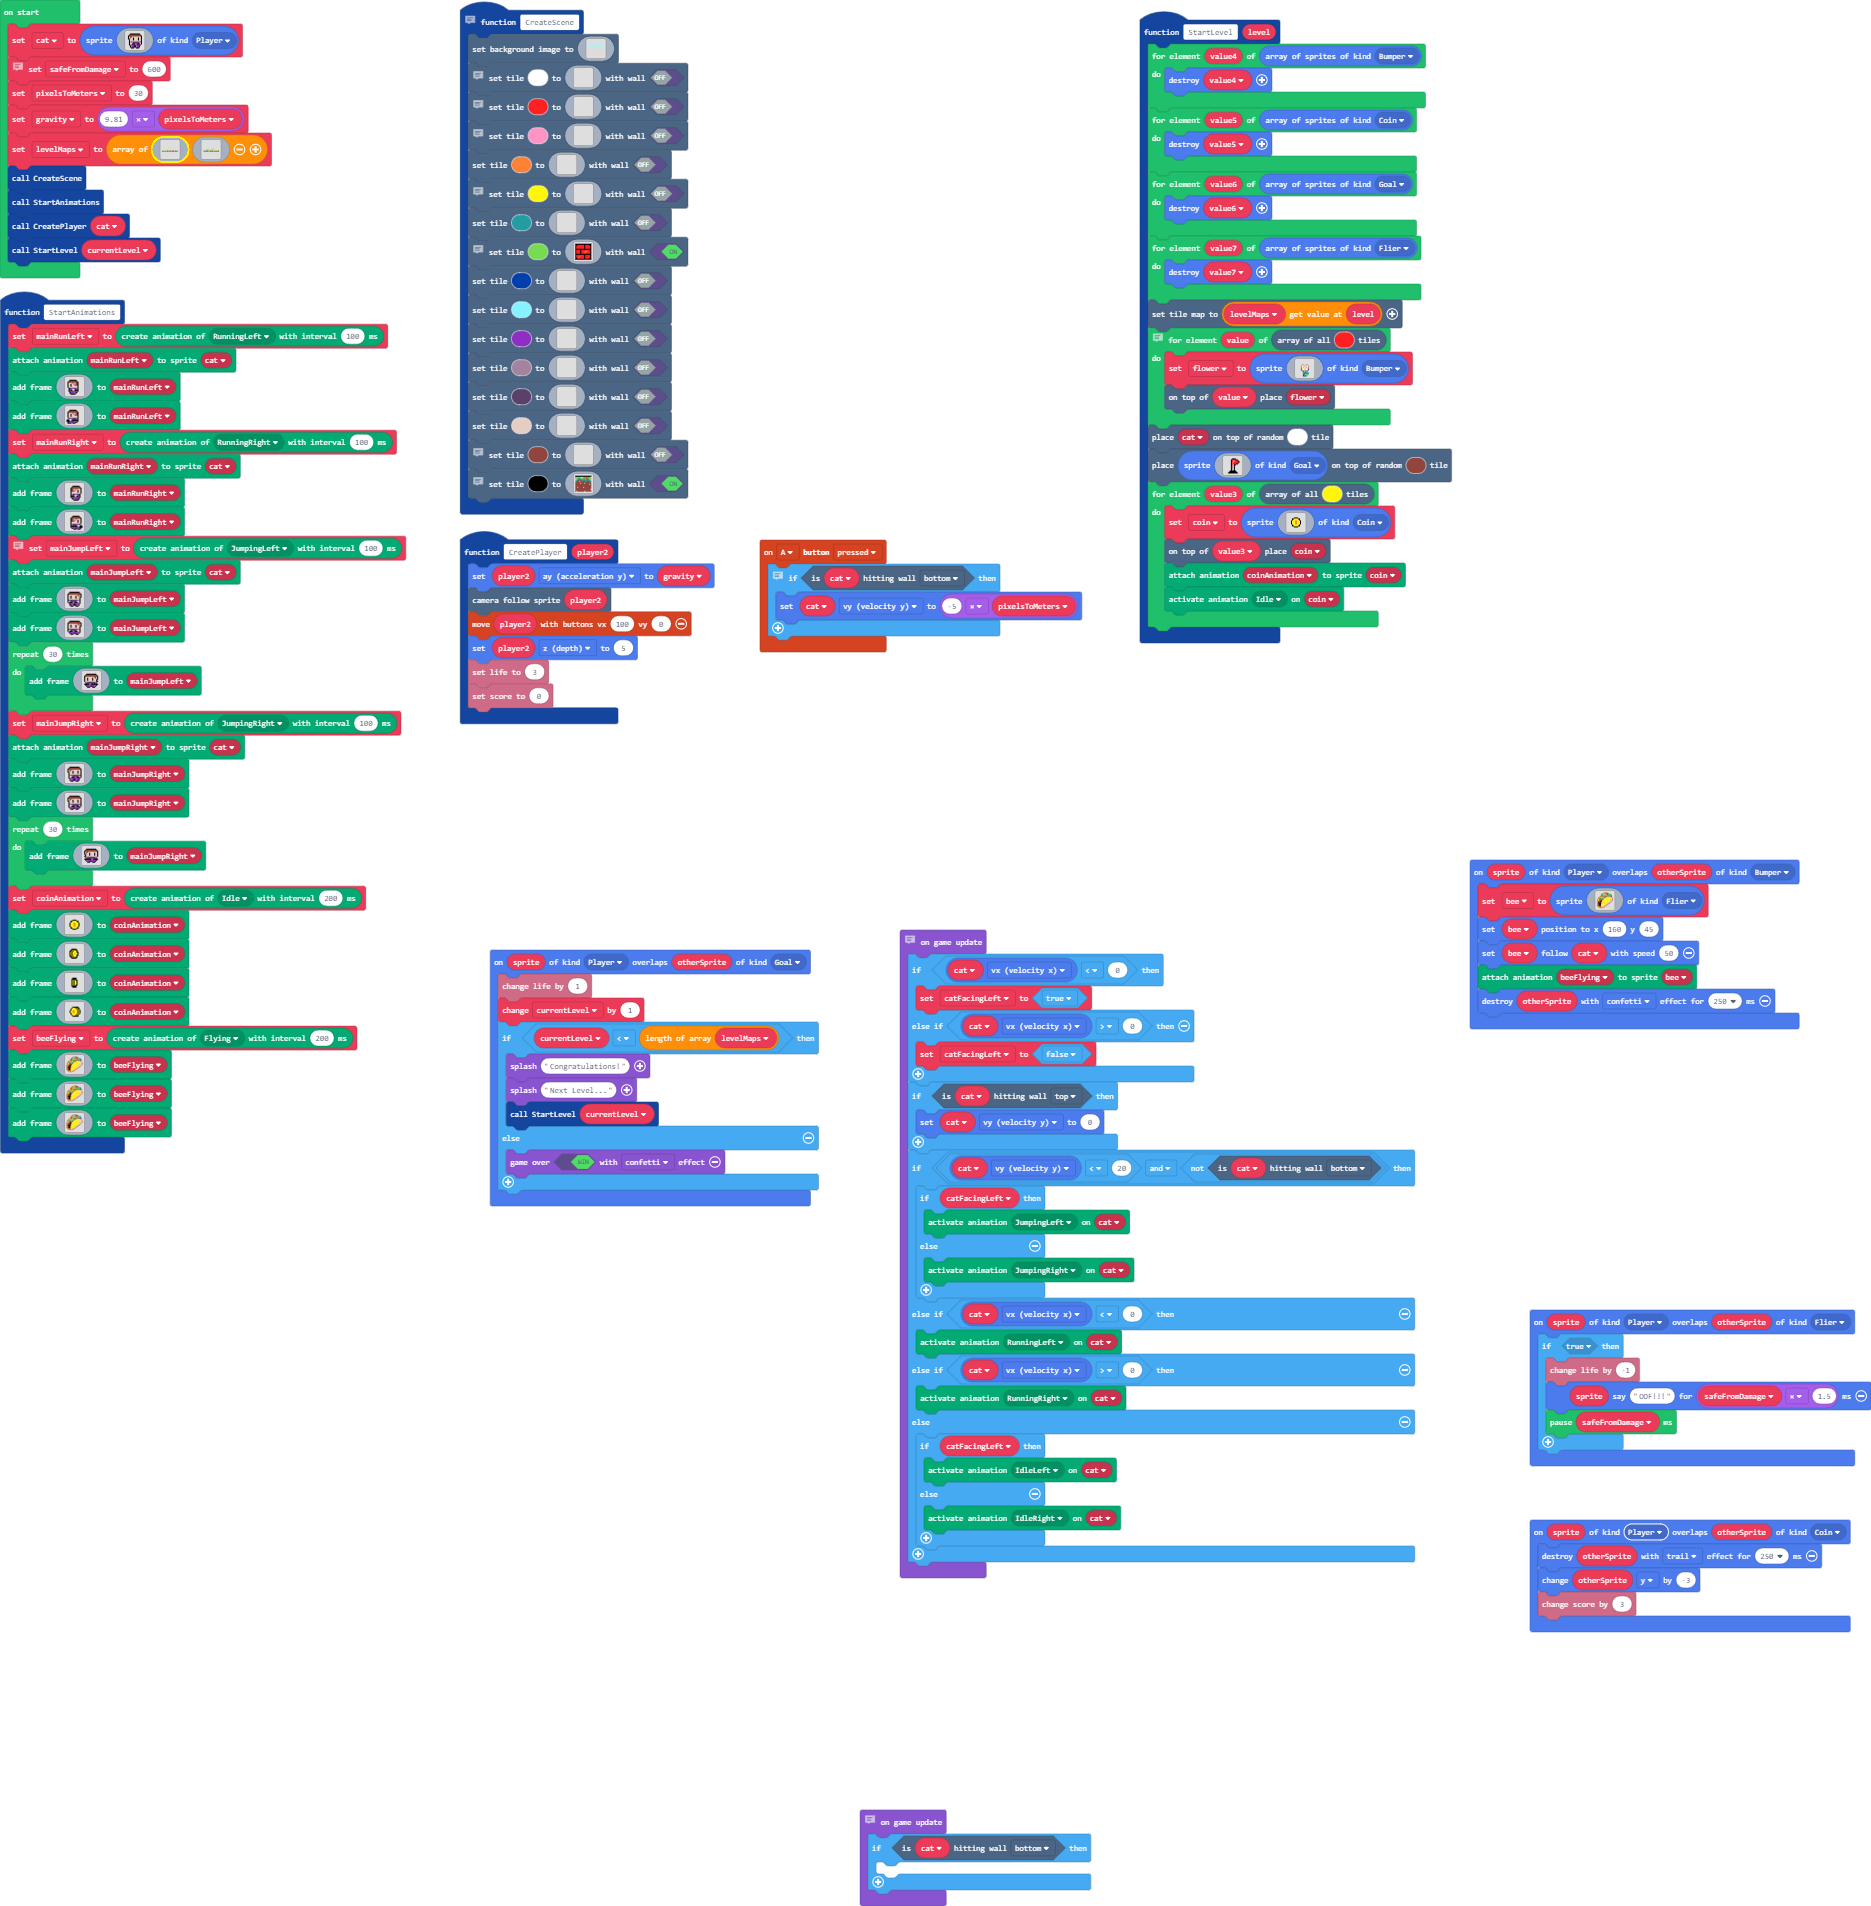 on start
set cat to sprite of kind Player
set safeFromDamage to 600
set pixelsToMeters to 30
set gravity to 9.81 × pixelsToMeters
set levelMaps to array of
call CreateScene
call StartAnimations
call CreatePlayer cat
call StartLevel currentLevel
function StartAnimations
set mainRunLeft to create animation of RunningLeft with interval 100 ms
attach animation mainRunLeft to sprite cat
add frame to mainRunLeft
add frame to mainRunLeft
set mainRunRight to create animation of RunningRight with interval 100 ms
attach animation mainRunRight to sprite cat
add frame to mainRunRight
add frame to mainRunRight
set mainJumpLeft to create animation of JumpingLeft with interval 100 ms
attach animation mainJumpLeft to sprite cat
add frame to mainJumpLeft
add frame to mainJumpLeft
repeat 30 times
do
add frame to mainJumpLeft
set mainJumpRight to create animation of JumpingRight with interval 100 ms
attach animation mainJumpRight to sprite cat
add frame to mainJumpRight
add frame to mainJumpRight
repeat 30 times
do
add frame to mainJumpRight
set coinAnimation to create animation of Idle with interval 200 ms
add frame to coinAnimation
add frame to coinAnimation
add frame to coinAnimation
add frame to coinAnimation
set beeFlying to create animation of Flying with interval 200 ms
add frame to beeFlying
add frame to beeFlying
add frame to beeFlying
function CreateScene
set background image to
set tile to with wall OFF
set tile to with wall OFF
set tile to with wall OFF
set tile to with wall OFF
set tile to with wall OFF
set tile to with wall OFF
set tile to with wall ON
set tile to with wall OFF
set tile to with wall OFF
set tile to with wall OFF
set tile to with wall OFF
set tile to with wall OFF
set tile to with wall OFF
set tile to with wall OFF
set tile to with wall ON
function CreatePlayer player2
set player2 ay (acceleration y) to gravity
camera follow sprite player2
move player2 with buttons vx 100 vy 0
set player2 z (depth) to 5
set life to 3
set score to 0
on A button pressed
if is cat hitting wall bottom then
set cat vy (velocity y) to -5 × pixelsToMeters
function StartLevel level
for element value4 of array of sprites of kind Bumper
do
destroy value4
for element value5 of array of sprites of kind Coin
do
destroy value5
for element value6 of array of sprites of kind Goal
do
destroy value6
for element value7 of array of sprites of kind Flier
do
destroy value7
set tile map to levelMaps get value at level
for element value of array of all tiles
do
set flower to sprite of kind Bumper
on top of value place flower
place cat on top of random tile
place sprite of kind Goal on top of random tile
for element value3 of array of all tiles
do
set coin to sprite of kind Coin
on top of value3 place coin
attach animation coinAnimation to sprite coin
activate animation Idle on coin
on sprite of kind Player overlaps otherSprite of kind Goal
change life by 1
change currentLevel by 1
if currentLevel < length of array levelMaps then
splash "Congratulations!"
splash "Next Level..."
call StartLevel currentLevel
else
game over WIN with confetti effect
on game update
if cat vx (velocity x) < 0 then
set catFacingLeft to true
else if cat vx (velocity x) > 0 then
set catFacingLeft to false
if is cat hitting wall top then
set cat vy (velocity y) to 0
if cat vy (velocity y) < 20 and not is cat hitting wall bottom then
if catFacingLeft then
activate animation JumpingLeft on cat
else
activate animation JumpingRight on cat
else if cat vx (velocity x) < 0 then
activate animation RunningLeft on cat
else if cat vx (velocity x) > 0 then
activate animation RunningRight on cat
else
if catFacingLeft then
activate animation IdleLeft on cat
else
activate animation IdleRight on cat
on sprite of kind Player overlaps otherSprite of kind Bumper
set bee to sprite of kind Flier
set bee position to x 160 y 45
set bee follow cat with speed 50
attach animation beeFlying to sprite bee
destroy otherSprite with confetti effect for 250 ms
on sprite of kind Player overlaps otherSprite of kind Flier
if true then
change life by -1
sprite say "OOF!!!" for safeFromDamage × 1.5 ms
pause safeFromDamage ms
on sprite of kind Player overlaps otherSprite of kind Coin
destroy otherSprite with trail effect for 250 ms
change otherSprite y by -3
change score by 3
on game update
if is cat hitting wall bottom then